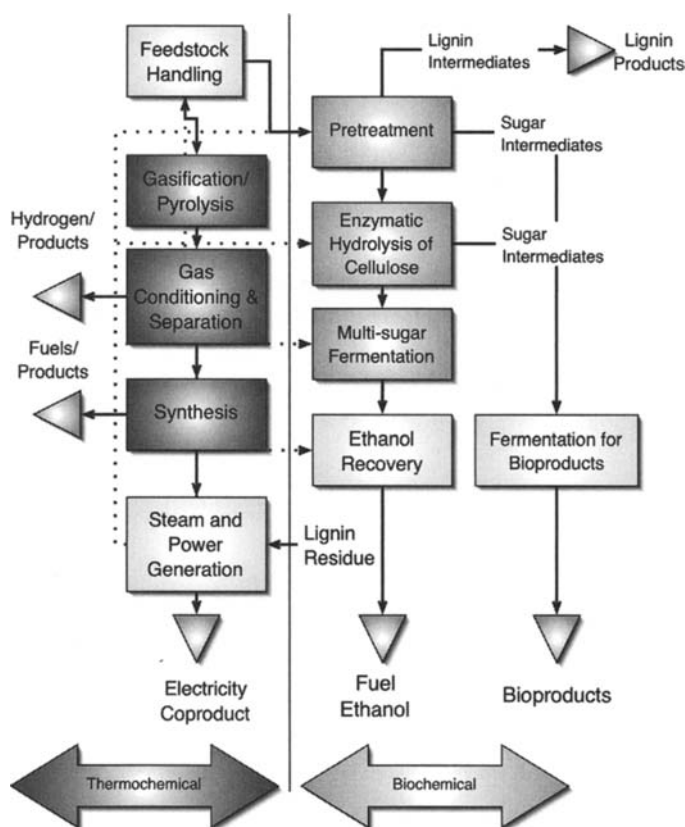 Feedstock
Handling
Lignin
Intermediates
Lignin
Products
Pretreatment
Sugar
Intermediates
Gasification/
Pyrolysis
Hydrogen/
Products
Enzymatic
Hydrolysis of
Cellulose
Sugar
Intermediates
Gas
Conditioning &
Separation
Multi-sugar
Fermentation
Fuels/
Products
Synthesis
Ethanol
Recovery
Fermentation for
Bioproducts
Steam and
Power
Generation
Lignin
Residue
Electricity
Coproduct
Fuel
Ethanol
Bioproducts
Thermochemical
Biochemical